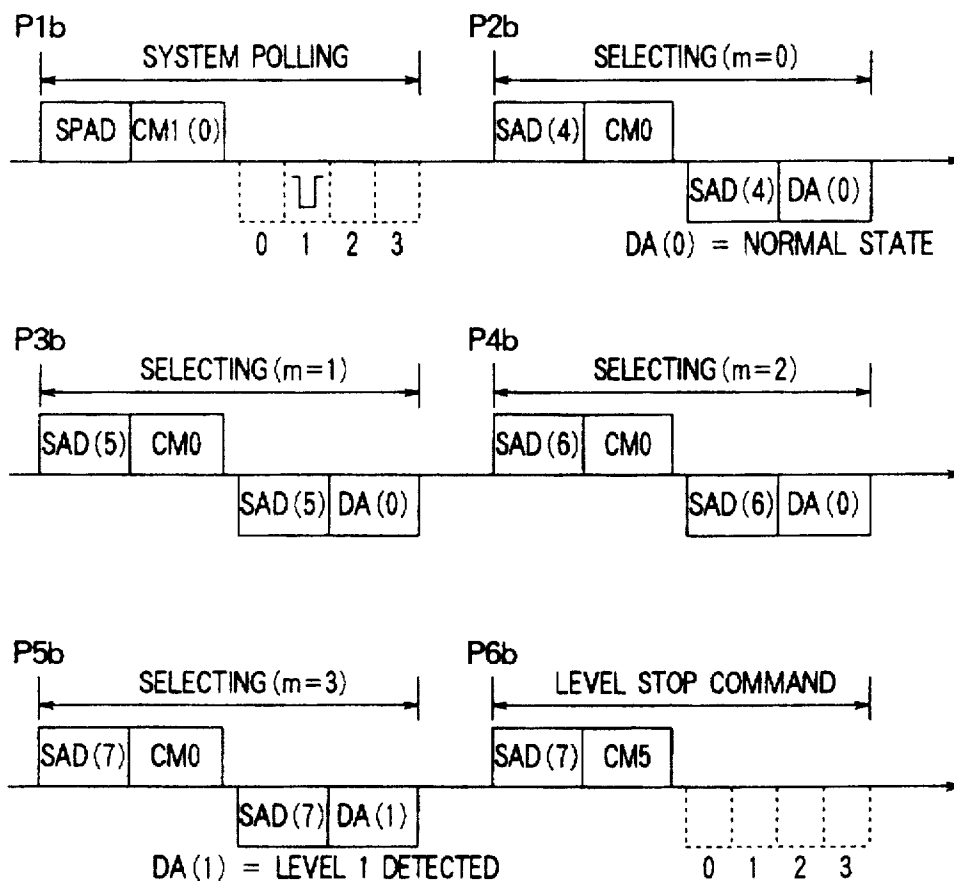 P1b
SYSTEM POLLING
SPAD CM1(0)
0 1 2 3
P2b
SELECTING(m=0)
SAD(4) CM0
SAD(4) DA(0)
DA(0) = NORMAL STATE
P3b
SELECTING(m=1)
SAD(5) CM0
SAD(5) DA(0)
P4b
SELECTING(m=2)
SAD(6) CM0
SAD(6) DA(0)
P5b
SELECTING(m=3)
SAD(7) CM0
SAD(7) DA(1)
DA(1) = LEVEL 1 DETECTED
P6b
LEVEL STOP COMMAND
SAD(7) CM5
0 1 2 3